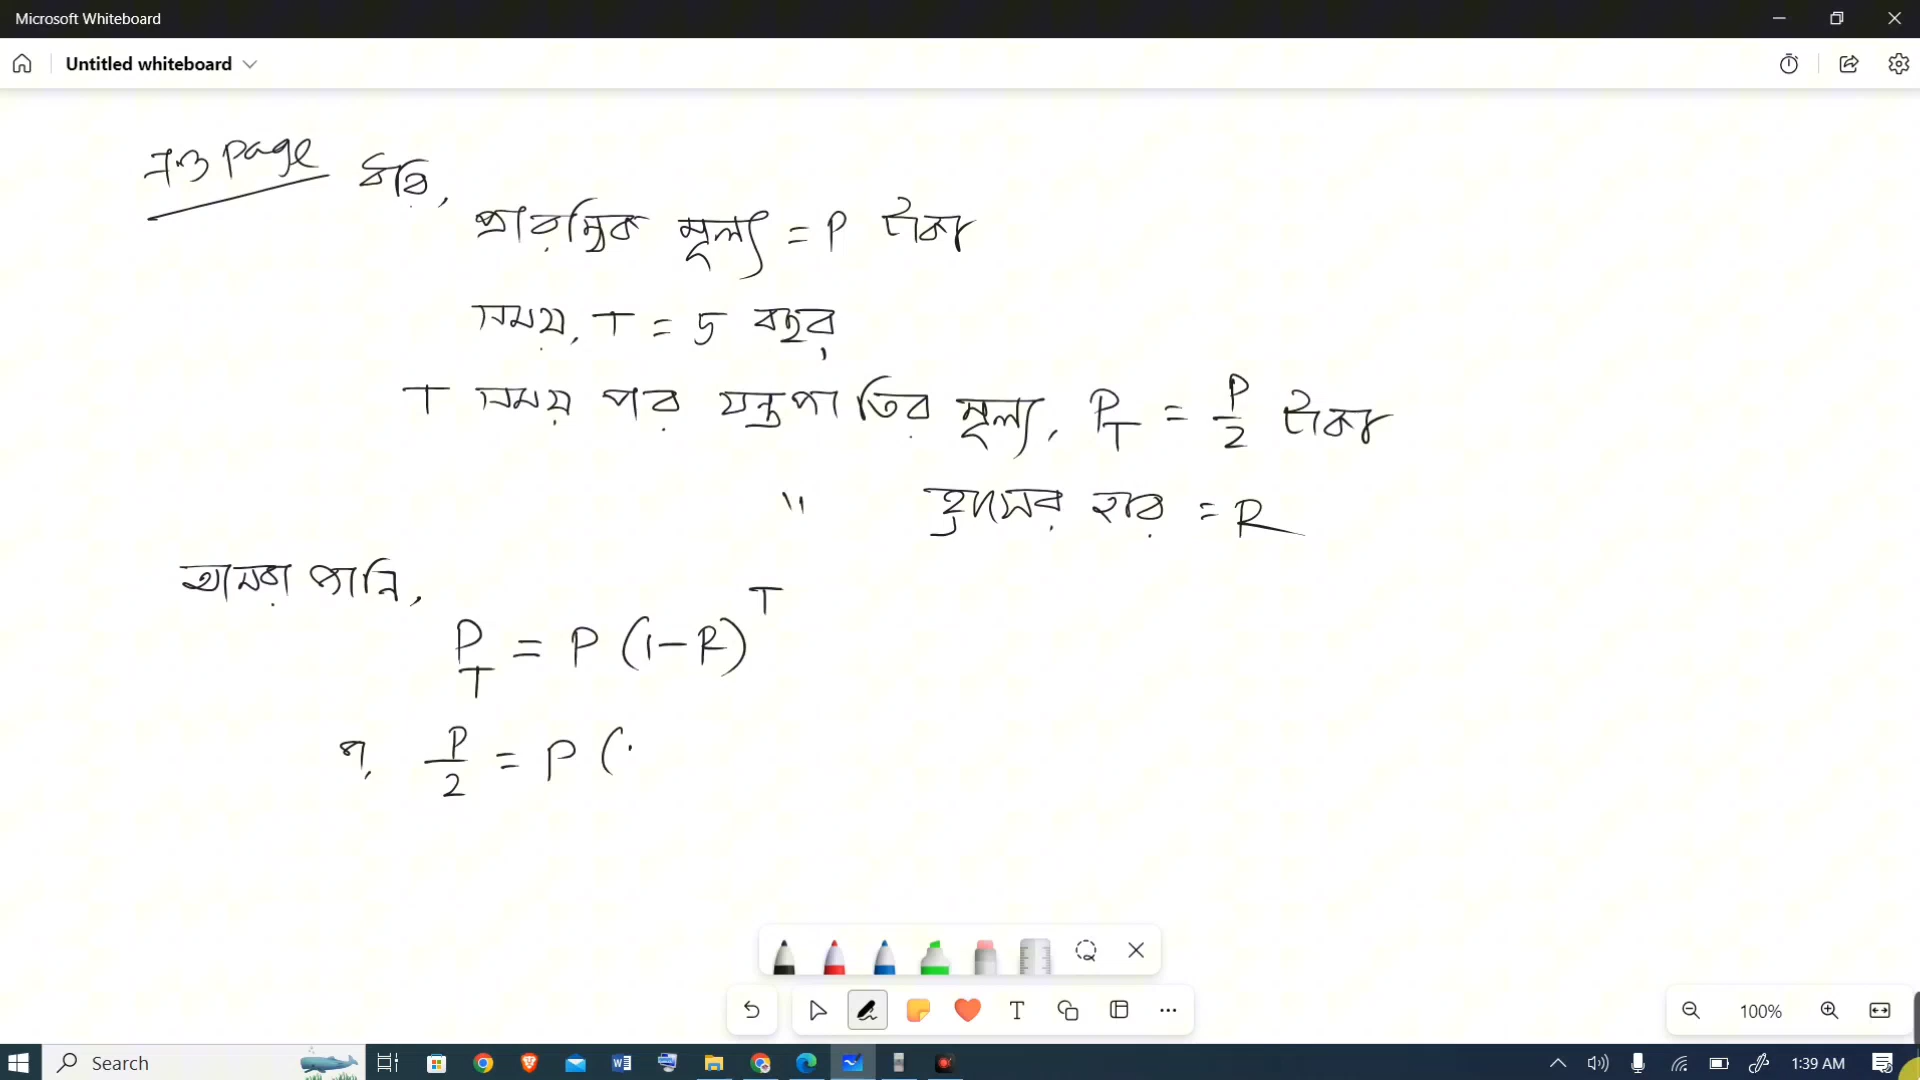 Microsoft Whiteboard
Untitled whiteboard
page ধরি,
প্রারম্ভিক মূল্য = P টাকা
সময়, T = 5 বছর
T সময় পর যন্ত্রপাতির মূল্য, P_T = P/2 টাকা
" হ্রাসের হার = R
আমরা জানি,
P_T = P (1-R)^T
বা, P/2 = P (
100%
Search
1:39 AM